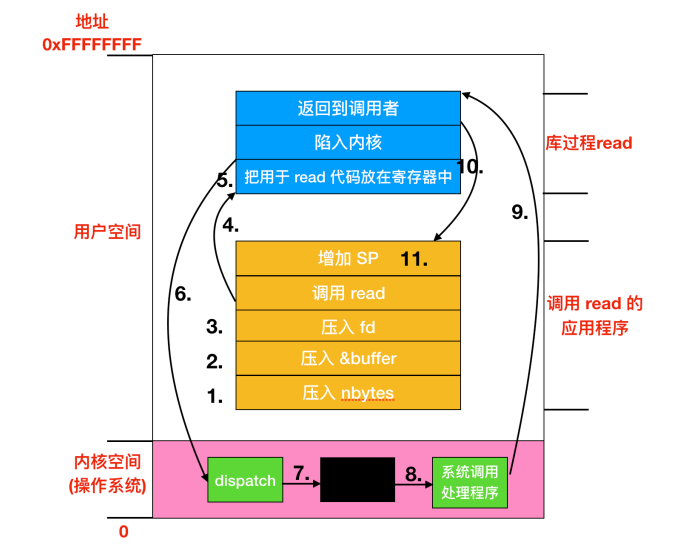 地址
0xFFFFFFFF
返回到调用者
陷入内核
库过程read
10.
5.
把用于 read 代码放在寄存器中
4.
9.
用户空间
增加 SP
11.
6.
调用 read
调用 read 的
应用程序
3.
压入 fd
2.
压入 &buffer
1.
压入 nbytes
内核空间
(操作系统)
dispatch
7.
8.
系统调用
处理程序
0